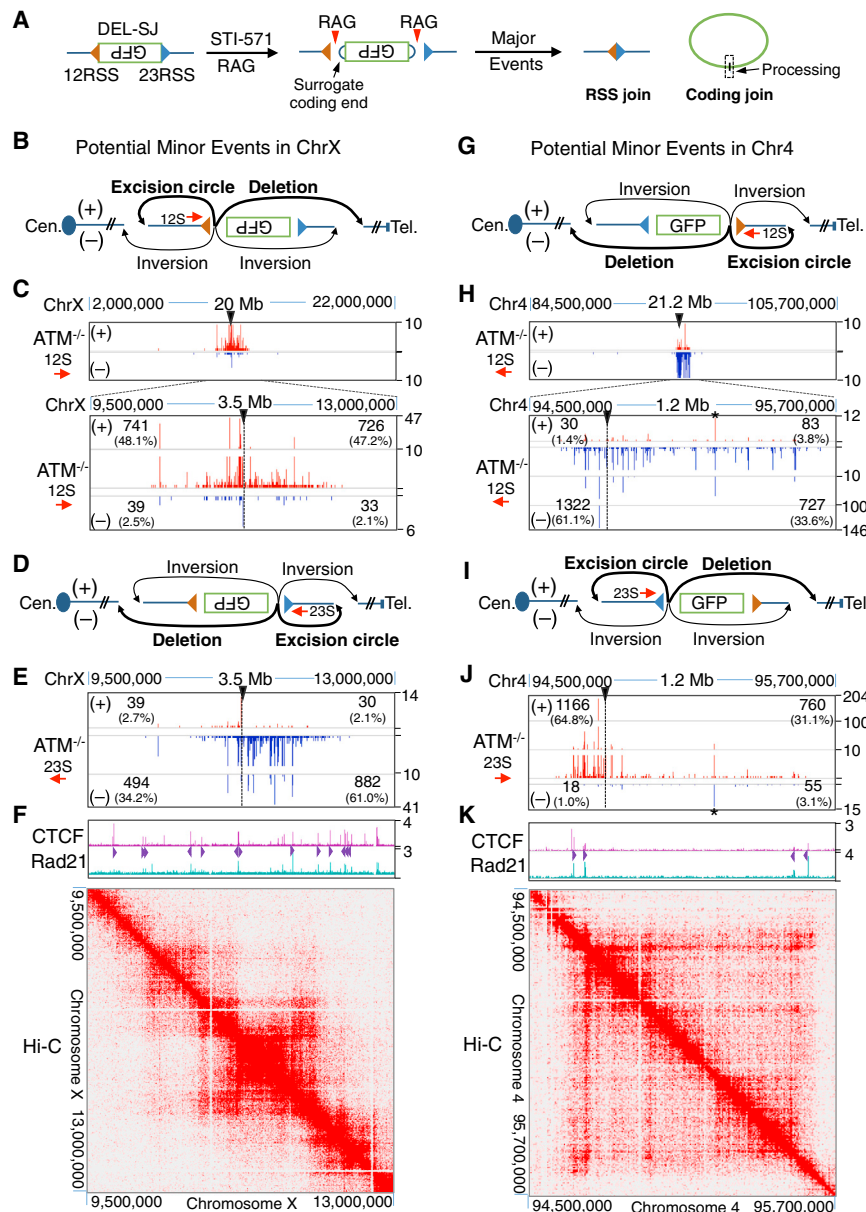 A
DEL-SJ
GFP
12RSS 23RSS
STI-571
RAG
RAG RAG
GFP
Surrogate
coding end
Major
Events
RSS join
Coding join
Processing
B
Potential Minor Events in ChrX
Excision circle Deletion
Cen. (+) (−)
12S
GFP
Tel.
Inversion Inversion
C
ChrX 2,000,000 20 Mb 22,000,000
ATM-/-
12S
(+)
(−)
10
10
ChrX 9,500,000 3.5 Mb 13,000,000
(+) 741 (48.1%) 726 (47.2%)
47
10
ATM-/-
12S
(−) 39 (2.5%) 33 (2.1%)
6
D
Inversion Inversion
Cen. (+) (−)
GFP
23S
Tel.
Deletion Excision circle
E
ChrX 9,500,000 3.5 Mb 13,000,000
(+) 39 (2.7%) 30 (2.1%)
14
ATM-/-
23S
10
(−) 494 (34.2%) 882 (61.0%)
41
F
CTCF
Rad21
4
3
Hi-C
9,500,000
Chromosome X
13,000,000
9,500,000 Chromosome X 13,000,000
G
Potential Minor Events in Chr4
Inversion Inversion
Cen. (+) (−)
GFP
12S
Tel.
Deletion Excision circle
H
Chr4 84,500,000 21.2 Mb 105,700,000
ATM-/-
12S
(+)
(−)
10
10
Chr4 94,500,000 1.2 Mb 95,700,000
(+) 30 (1.4%) * 83 (3.8%)
12
ATM-/-
12S
10
100
(−) 1322 (61.1%) 727 (33.6%)
146
I
Excision circle Deletion
Cen. (+) (−)
23S
GFP
Tel.
Inversion Inversion
J
Chr4 94,500,000 1.2 Mb 95,700,000
(+) 1166 (64.8%) 760 (31.1%)
204
100
10
ATM-/-
23S
(−) 18 (1.0%) 55 (3.1%)
15
*
K
CTCF
Rad21
3
4
Hi-C
94,500,000
Chromosome 4
95,700,000
94,500,000 Chromosome 4 95,700,000